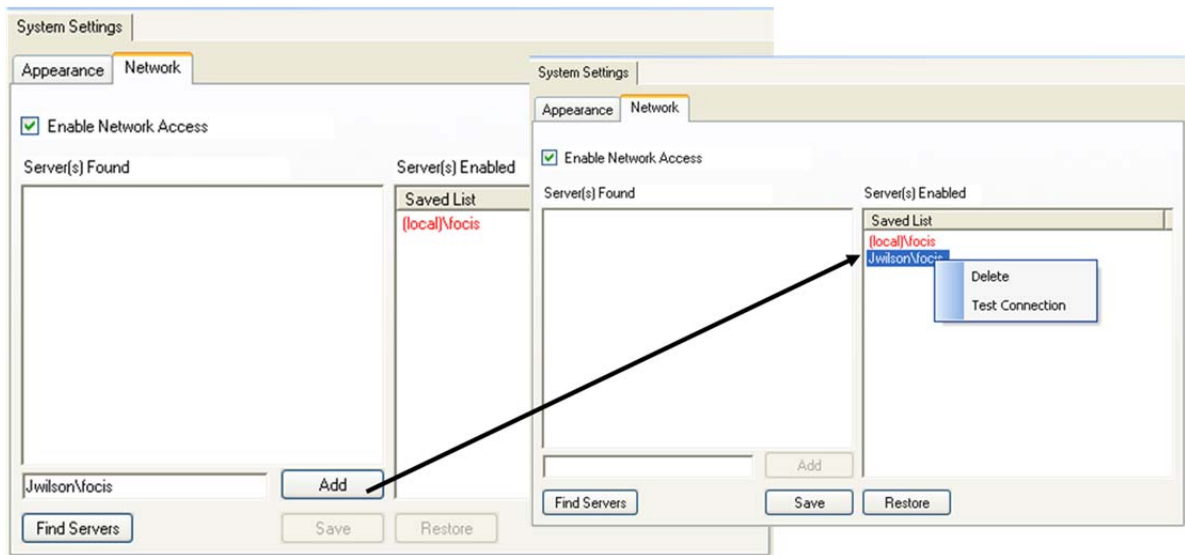 System Settings
Appearance Network
Enable Network Access
Server(s) Found
Server(s) Enabled
Saved List
(local)\focis
Jwilson\focis
Add
Find Servers
Save
Restore
System Settings
Appearance Network
Enable Network Access
Server(s) Found
Server(s) Enabled
Saved List
(local)\focis
Jwilson\focis
Delete
Test Connection
Add
Find Servers
Save
Restore